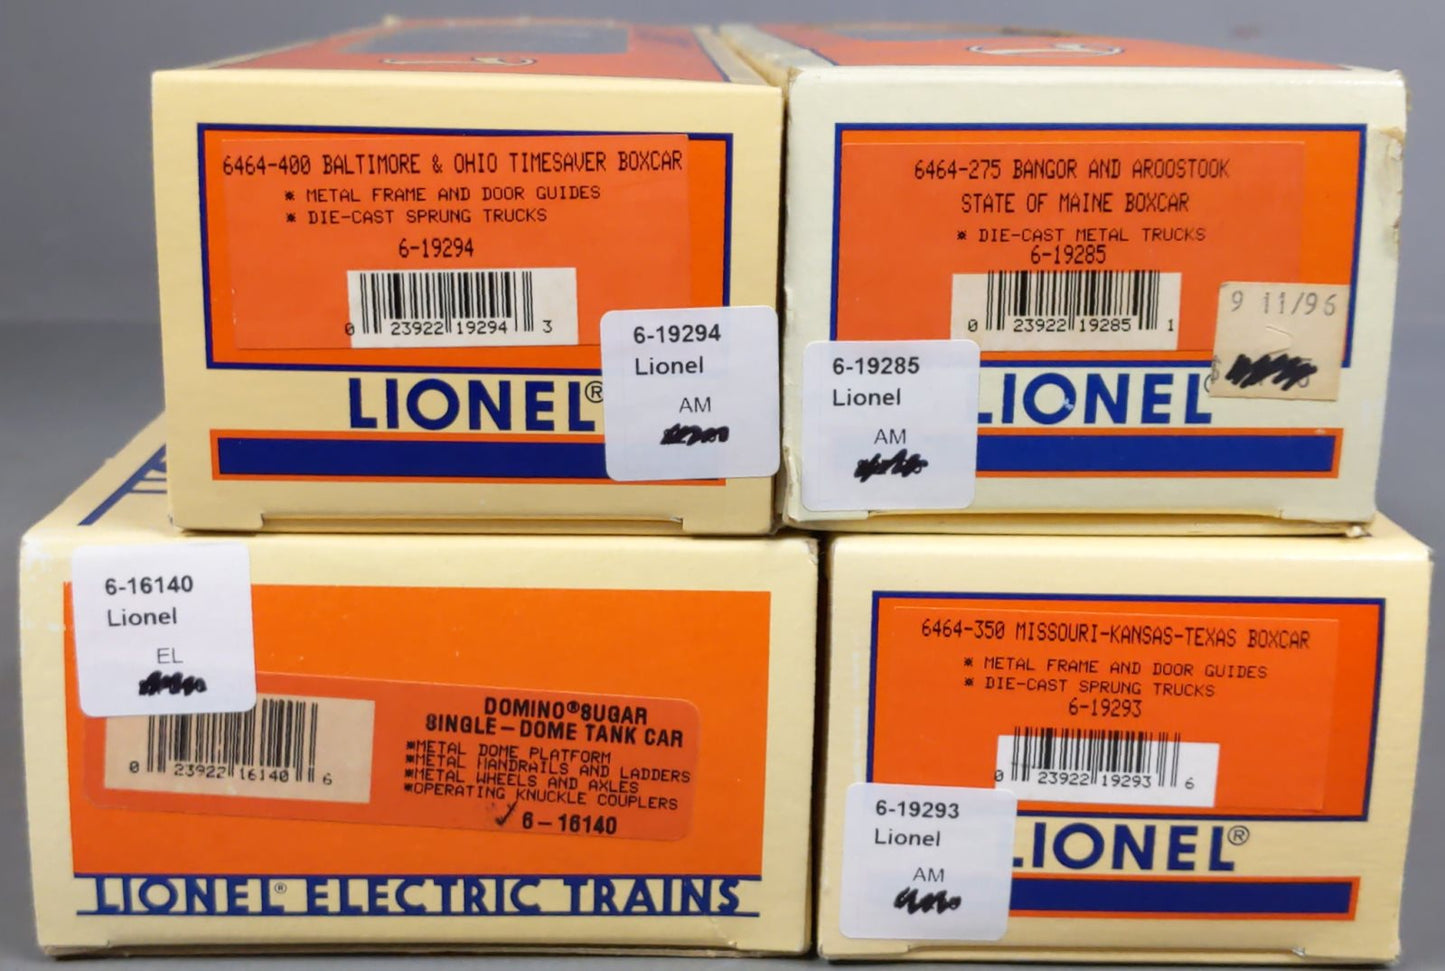 6464-400 BALTIMORE & OHIO TIMESAVER BOXCAR
* METAL FRAME AND DOOR GUIDES
* DIE-CAST SPRUNG TRUCKS
6-19294
0 23922 19294 3
LIONEL®
6-19294
Lionel
AM
6464-275 BANGOR AND AROOSTOOK
STATE OF MAINE BOXCAR
* DIE-CAST METAL TRUCKS
6-19285
0 23922 19285 1
9 11/96
$
LIONEL
6-19285
Lionel
AM
6-16140
Lionel
EL
0 23922 16140 6
DOMINO® SUGAR
SINGLE-DOME TANK CAR
*METAL DOME PLATFORM
*METAL HANDRAILS AND LADDERS
*METAL WHEELS AND AXLES
*OPERATING KNUCKLE COUPLERS
6-16140
LIONEL® ELECTRIC TRAINS
6464-350 MISSOURI-KANSAS-TEXAS BOXCAR
* METAL FRAME AND DOOR GUIDES
* DIE-CAST SPRUNG TRUCKS
6-19293
0 23922 19293 6
LIONEL®
6-19293
Lionel
AM